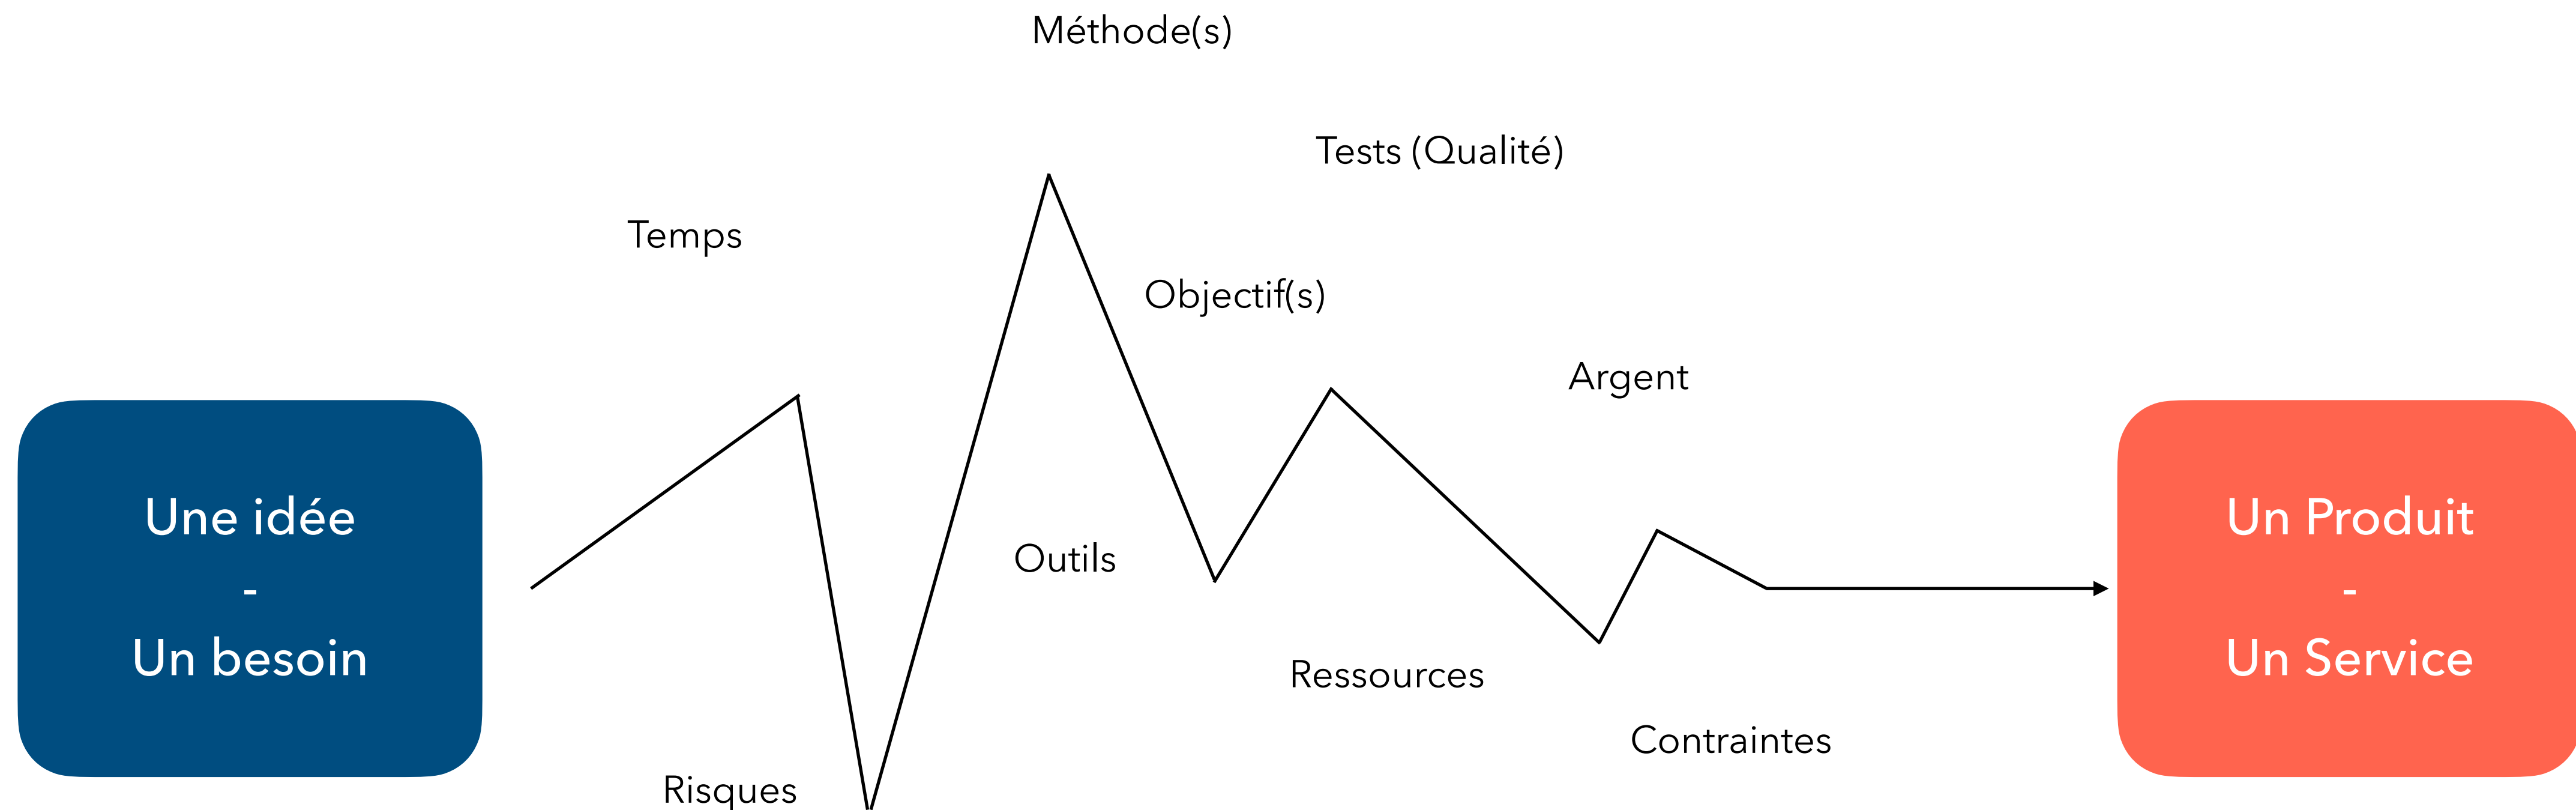 Méthode(s)
Tests (Qualité)
Temps
Objectif(s)
Argent
Une idée
-
Un besoin
Outils
Ressources
Contraintes
Risques
Un Produit
-
Un Service